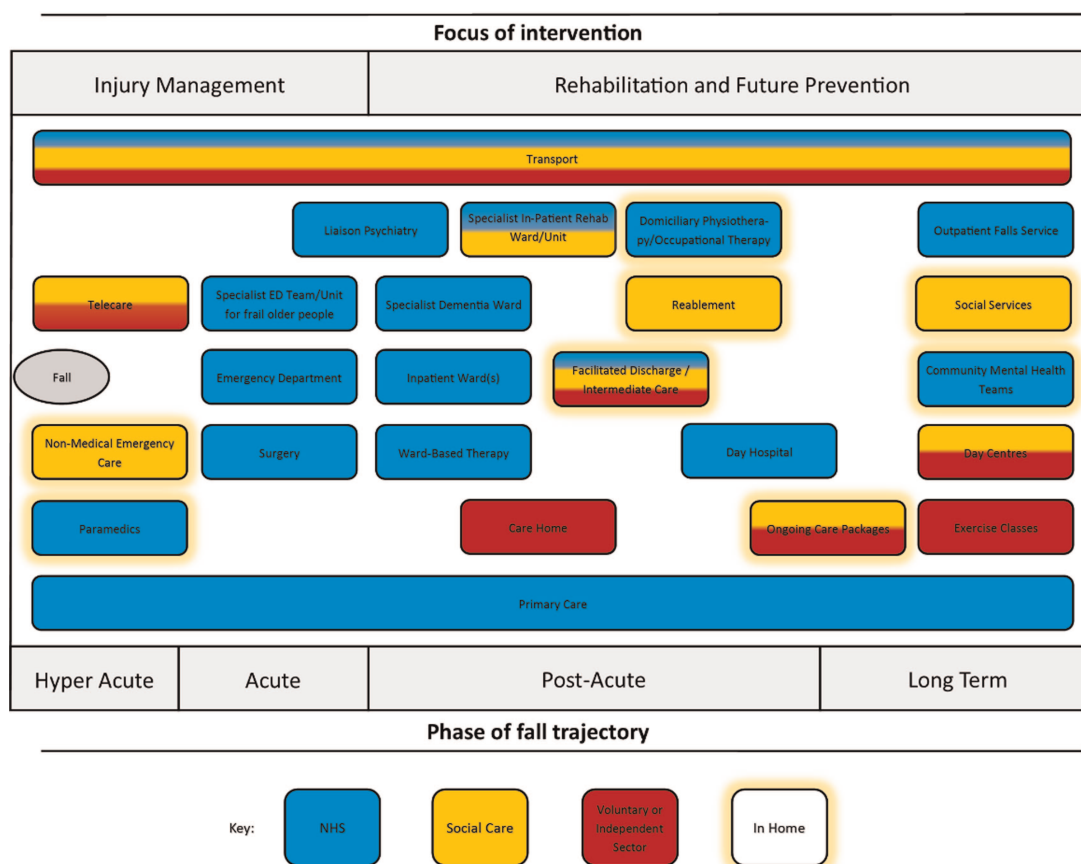 Focus of intervention
Injury Management
Rehabilitation and Future Prevention
Transport
Liaison Psychiatry
Specialist In-Patient Rehab
Ward/Unit
Domiciliary Physiothera-
py/Occupational Therapy
Outpatient Falls Service
Telecare
Specialist ED Team/Unit
for frail older people
Specialist Dementia Ward
Reablement
Social Services
Fall
Emergency Department
Inpatient Ward(s)
Facilitated Discharge /
Intermediate Care
Community Mental Health
Teams
Non-Medical Emergency
Care
Surgery
Ward-Based Therapy
Day Hospital
Day Centres
Paramedics
Care Home
Ongoing Care Packages
Exercise Classes
Primary Care
Hyper Acute
Acute
Post-Acute
Long Term
Phase of fall trajectory
Key:
NHS
Social Care
Voluntary or
Independent
Sector
In Home